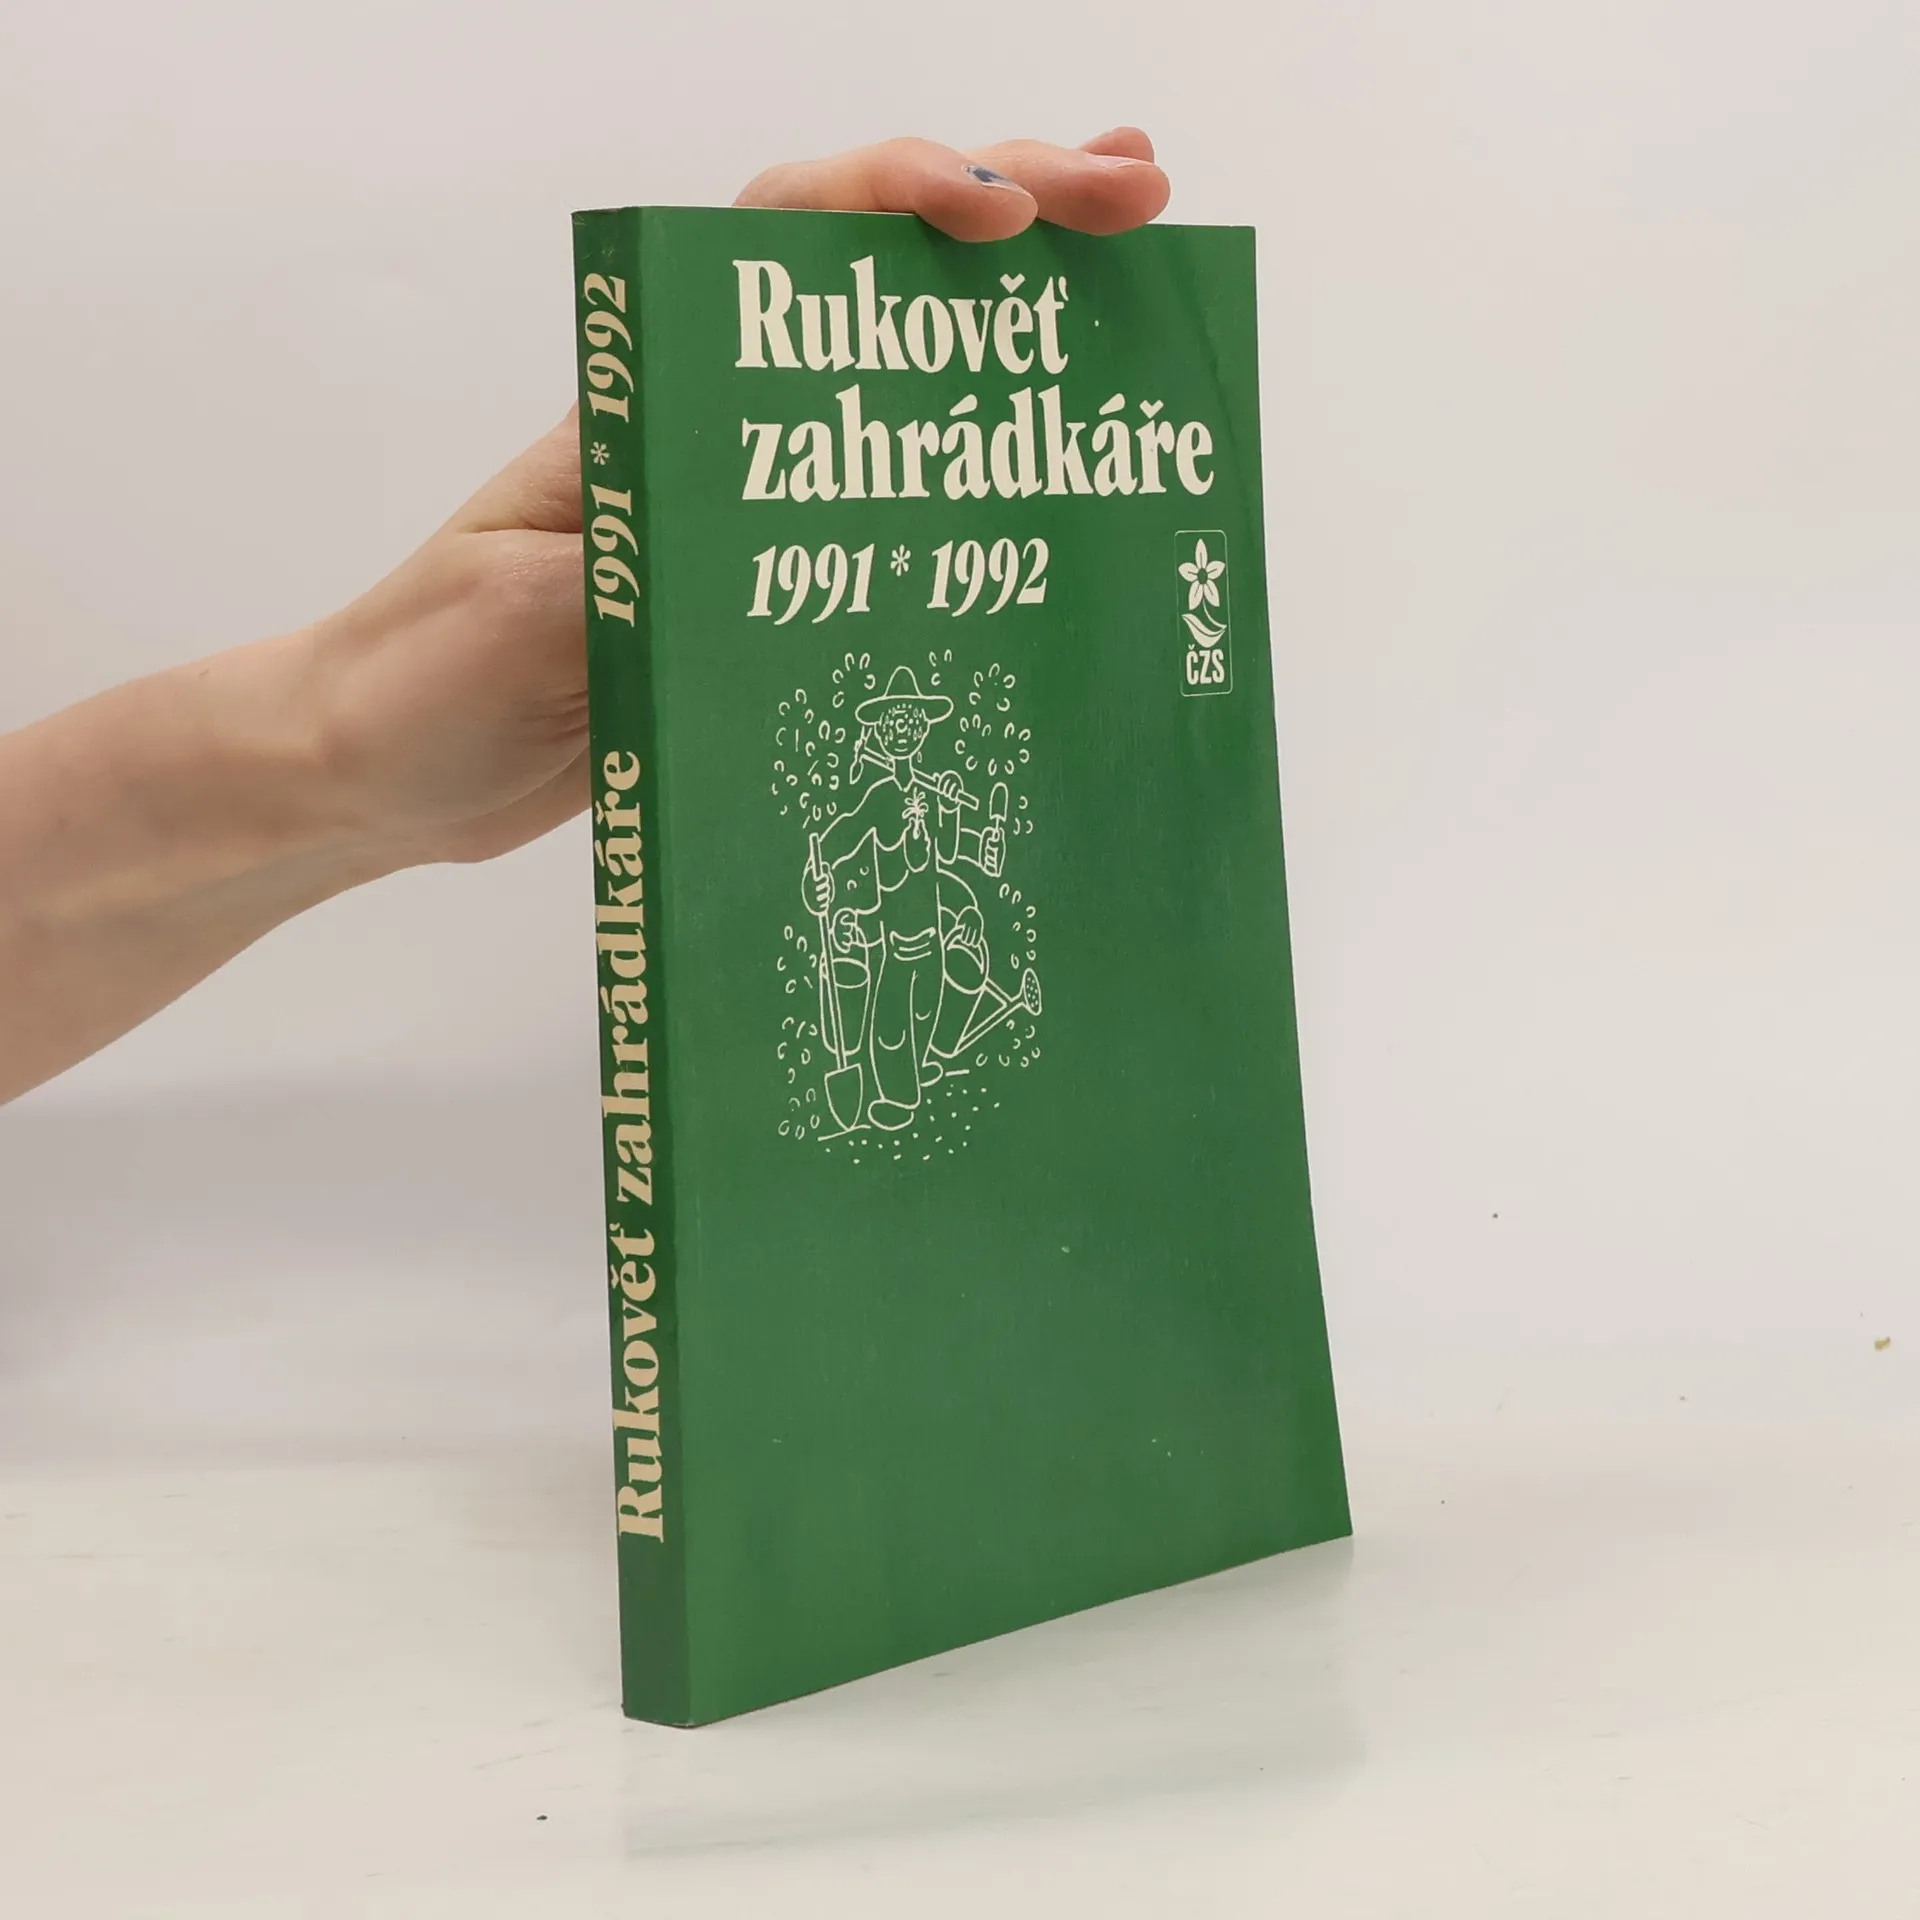 Rukověť
zahrádkáře
1991 * 1992
ČZS
Rukověť zahrádkáře 1991 * 1992